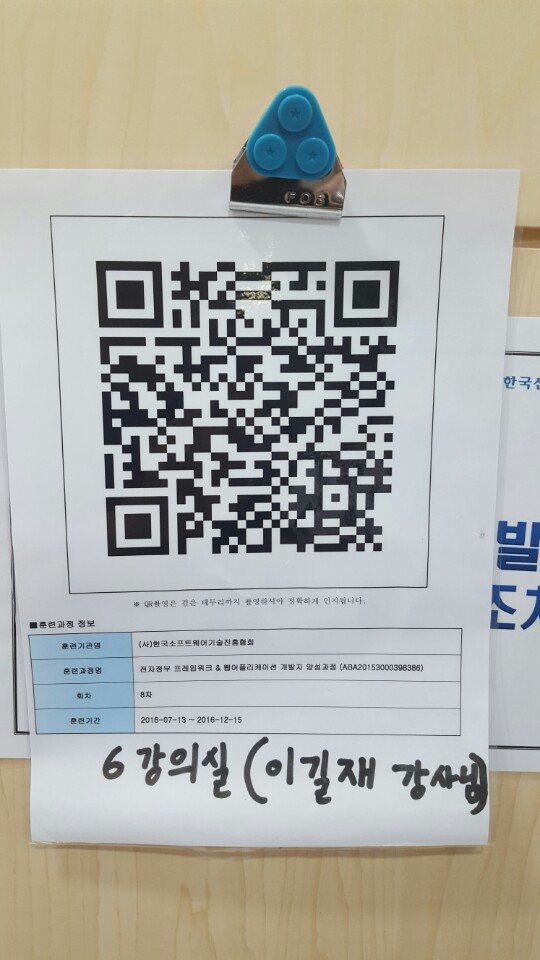 FOBL
한국산
발
조치
※ QR촬영은 검은 테두리까지 촬영하셔야 정확하게 인지됩니다.
■훈련과정 정보
훈련기관명 (사)한국소프트웨어기술진흥협회
훈련과정명 전자정부 프레임워크 & 웹어플리케이션 개발자 양성과정 (ABA20153000398386)
회차 8차
훈련기간 2016-07-13 ~ 2016-12-15
6강의실 (이길재 강사님)